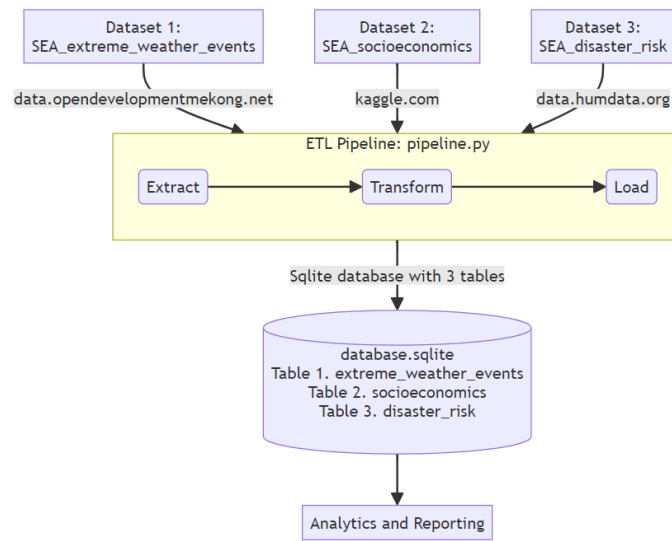 Dataset 1:
SEA_extreme_weather_events
Dataset 2:
SEA_socioeconomics
Dataset 3:
SEA_disaster_risk
data.opendevelopmentmekong.net
kaggle.com
data.humdata.org
ETL Pipeline: pipeline.py
Extract
Transform
Load
Sqlite database with 3 tables
database.sqlite
Table 1. extreme_weather_events
Table 2. socioeconomics
Table 3. disaster_risk
Analytics and Reporting